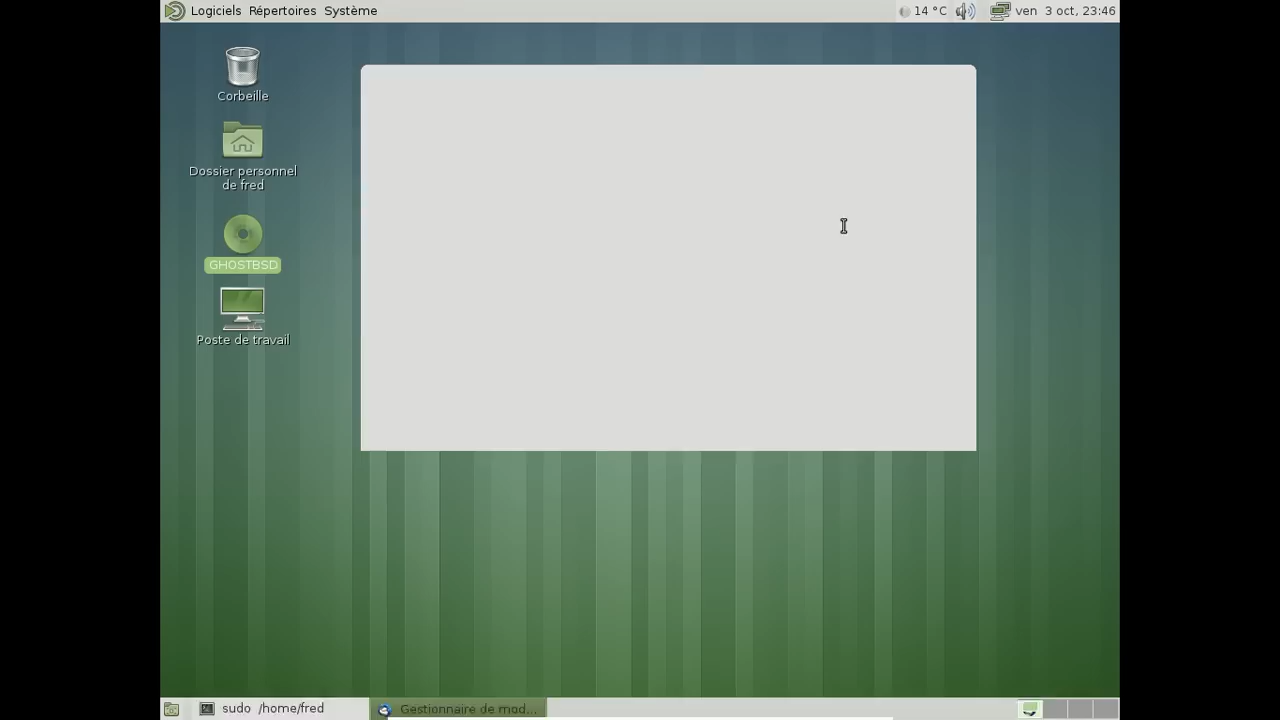 Logiciels Répertoires Système
14 °C ven 3 oct, 23:46
Corbeille
Dossier personnel
de fred
GHOSTBSD
Poste de travail
sudo /home/fred
Gestionnaire de mod...